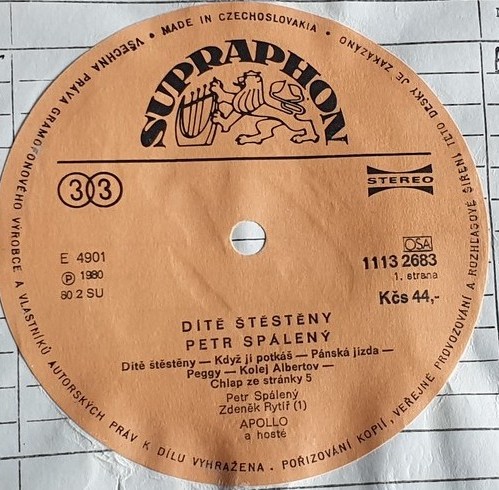 VŠECHNA PRÁVA GRAMOFONOVÉHO VÝROBCE A VLASTNÍKŮ AUTORSKÝCH PRÁV K DÍLU VYHRAŽENA. POŘIZOVÁNÍ KOPIÍ, VEŘEJNÉ PROVOZOVÁNÍ A ROZHLASOVÉ ŠÍŘENÍ TÉTO DESKY JE ZAKÁZÁNO • MADE IN CZECHOSLOVAKIA •
SUPRAPHON
33
STEREO
E 4901
Ⓟ 1980
80.2 SU
OSA
1113 2683
1. strana
Kčs 44,-
DÍTĚ ŠTĚSTĚNY
PETR SPÁLENÝ
Dítě štěstěny — Když ji potkáš — Pánská jízda —
Peggy — Kolej Albertov —
Chlap ze stránky 5
Petr Spálený
Zdeněk Rytíř (1)
APOLLO
a hosté